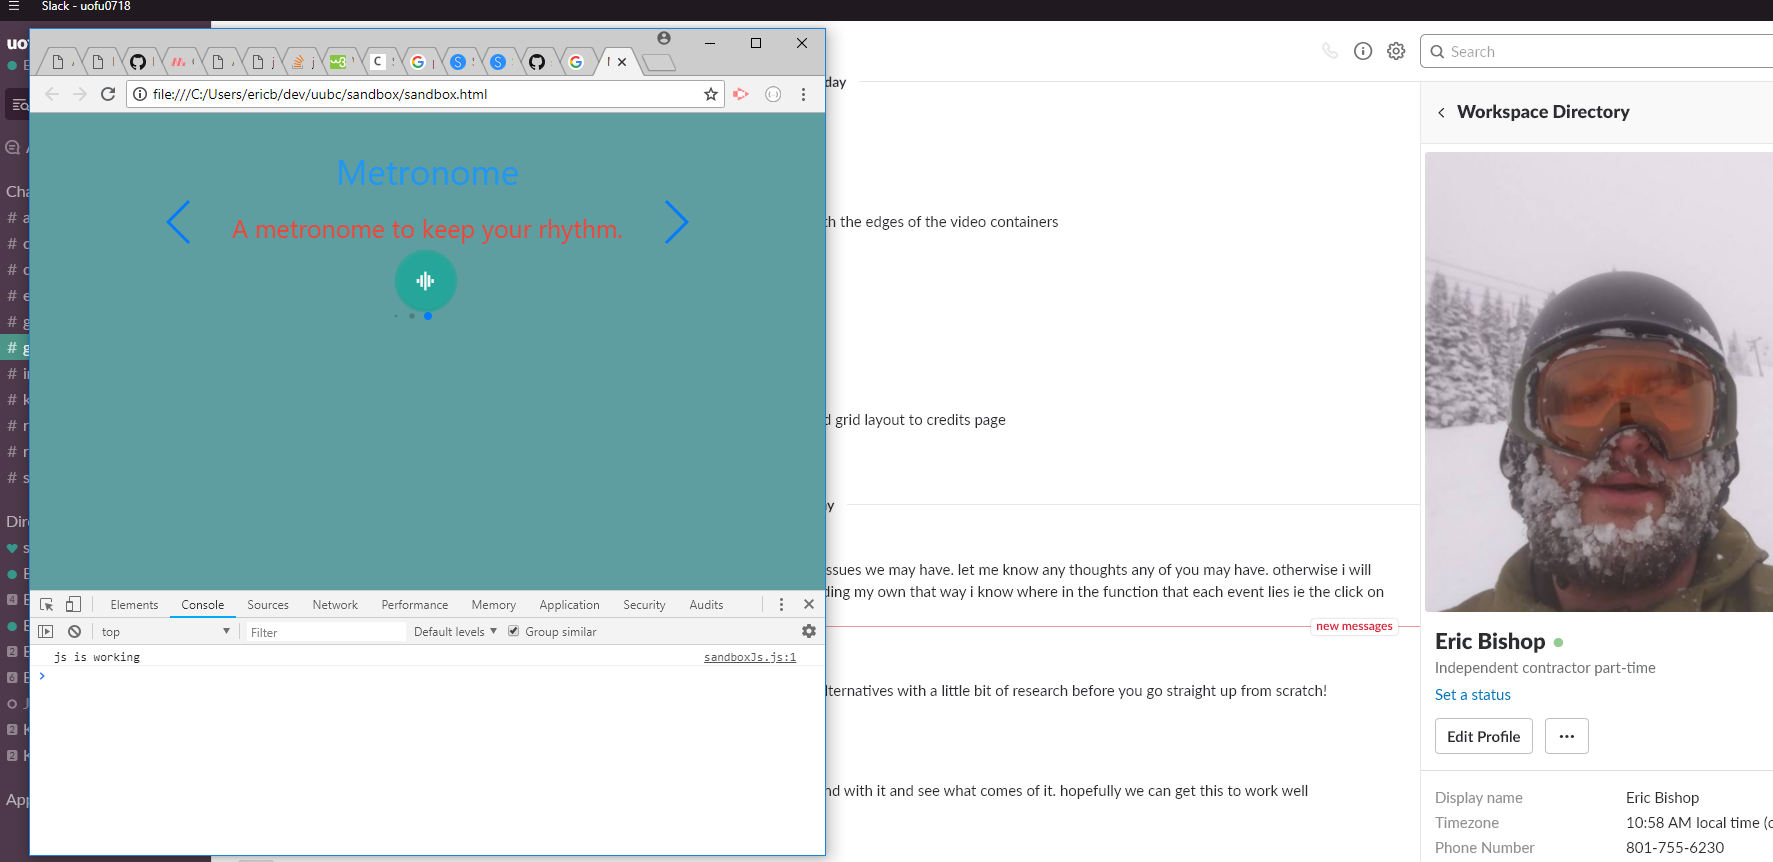 Slack - uofu0718
uo
file:///C:/Users/ericb/dev/uubc/sandbox/sandbox.html
Search
day
Workspace Directory
Metronome
A metronome to keep your rhythm.
the edges of the video containers
Cha
# a
# c
# c
# e
# g
# g
# i
# k
# r
# r
# s
grid layout to credits page
Dir
ssues we may have. let me know any thoughts any of you may have. otherwise i will
ding my own that way i know where in the function that each event lies ie the click on
Elements Console Sources Network Performance Memory Application Security Audits
top Filter Default levels Group similar
new messages
js is working sandboxJs.js:1
lternatives with a little bit of research before you go straight up from scratch!
nd with it and see what comes of it. hopefully we can get this to work well
App
Eric Bishop
Independent contractor part-time
Set a status
Edit Profile
Display name Eric Bishop
Timezone 10:58 AM local time (
Phone Number 801-755-6230